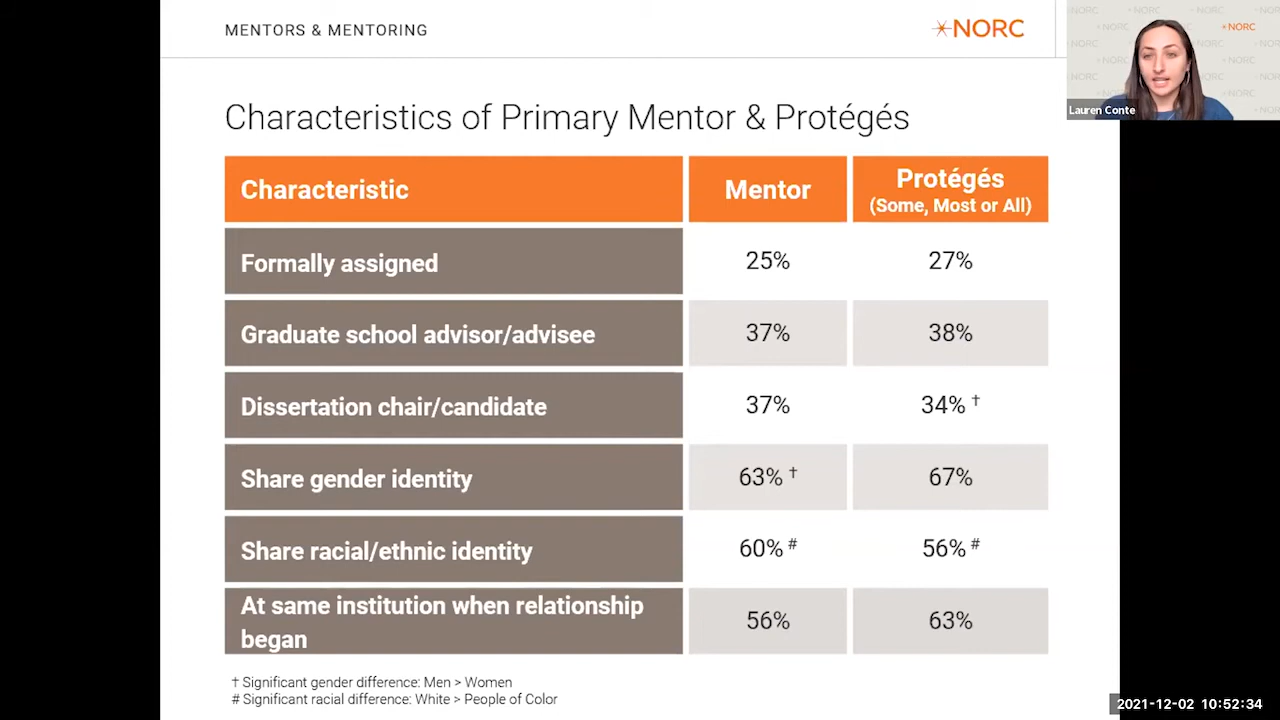 MENTORS & MENTORING
NORC
NORC
Lauren Conte
Characteristics of Primary Mentor & Protégés
Characteristic
Mentor
Protégés
(Some, Most or All)
Formally assigned
25%
27%
Graduate school advisor/advisee
37%
38%
Dissertation chair/candidate
37%
34% †
Share gender identity
63% †
67%
Share racial/ethnic identity
60% #
56% #
At same institution when relationship
began
56%
63%
† Significant gender difference: Men > Women
# Significant racial difference: White > People of Color
2021-12-02 10:52:34